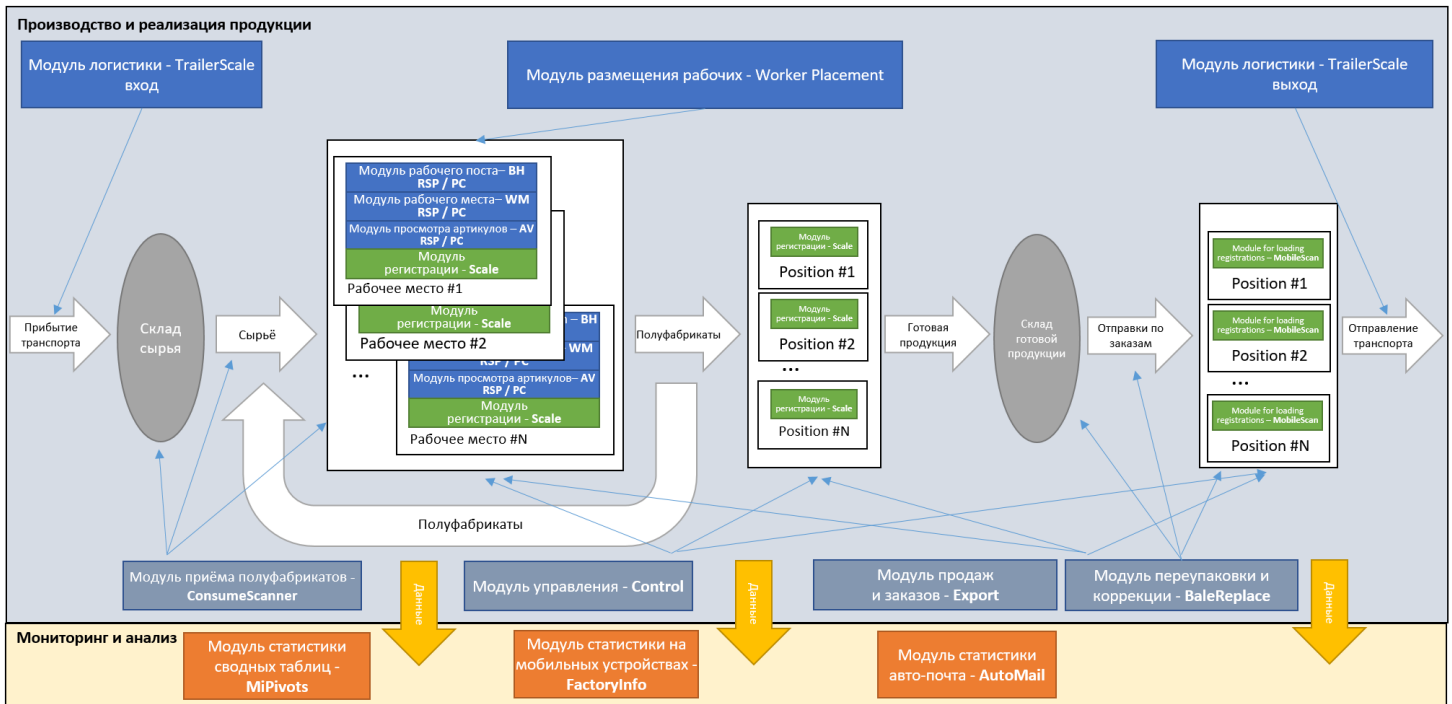 Производство и реализация продукции
Модуль логистики - TrailerScale
вход
Модуль размещения рабочих - Worker Placement
Модуль логистики - TrailerScale
выход
Модуль рабочего поста– BH
RSP / PC
Модуль рабочего места– WM
RSP / PC
Модуль просмотра артикулов – AV
RSP / PC
Модуль
регистрации - Scale
Рабочее место #1
Модуль
регистрации - Scale
Рабочее место #2
– BH
WM
RSP / PC
Модуль просмотра артикулов– AV
RSP / PC
Модуль
регистрации - Scale
Рабочее место #N
...
Прибытие
транспорта
Склад
сырья
Сырьё
Полуфабрикаты
Полуфабрикаты
Модуль
регистрации - Scale
Position #1
Модуль
регистрации - Scale
Position #2
...
Модуль
регистрации - Scale
Position #N
Готовая
продукция
Склад
готовой
продукции
Отправки по
заказам
Module for loading
registrations – MobileScan
Position #1
Module for loading
registrations – MobileScan
Position #2
...
Module for loading
registrations – MobileScan
Position #N
Отправление
транспорта
Модуль приёма полуфабрикатов -
ConsumeScanner
Данные
Модуль управления - Control
Данные
Модуль продаж
и заказов - Export
Модуль переупаковки и
коррекции - BaleReplace
Данные
Мониторинг и анализ
Модуль статистики
сводных таблиц -
MiPivots
Модуль статистики на
мобильных устройствах -
FactoryInfo
Модуль статистики
авто-почта - AutoMail